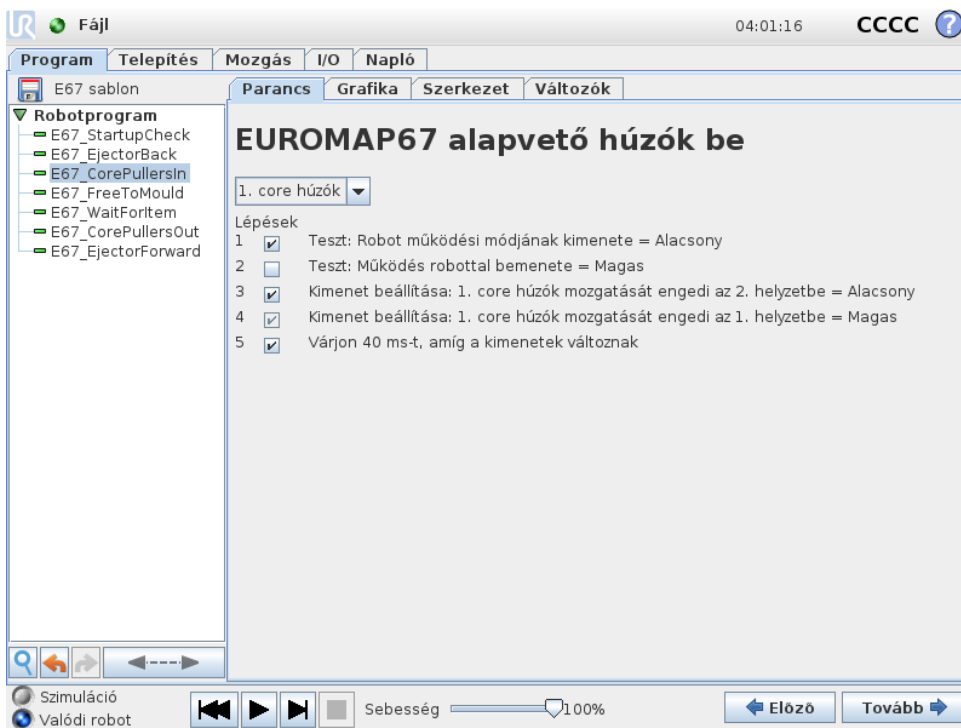 UR Fájl 04:01:16 CCCC ?
Program Telepítés Mozgás I/O Napló
E67 sablon
Parancs Grafika Szerkezet Változók
Robotprogram
E67_StartupCheck
E67_EjectorBack
E67_CorePullersIn
E67_FreeToMould
E67_WaitForItem
E67_CorePullersOut
E67_EjectorForward
EUROMAP67 alapvető húzók be
1. core húzók
Lépések
1 Teszt: Robot működési módjának kimenete = Alacsony
2 Teszt: Működés robottal bemenete = Magas
3 Kimenet beállítása: 1. core húzók mozgatását engedi az 2. helyzetbe = Alacsony
4 Kimenet beállítása: 1. core húzók mozgatását engedi az 1. helyzetbe = Magas
5 Várjon 40 ms-t, amíg a kimenetek változnak
Szimuláció
Valódi robot
Sebesség 100%
Elözö Tovább